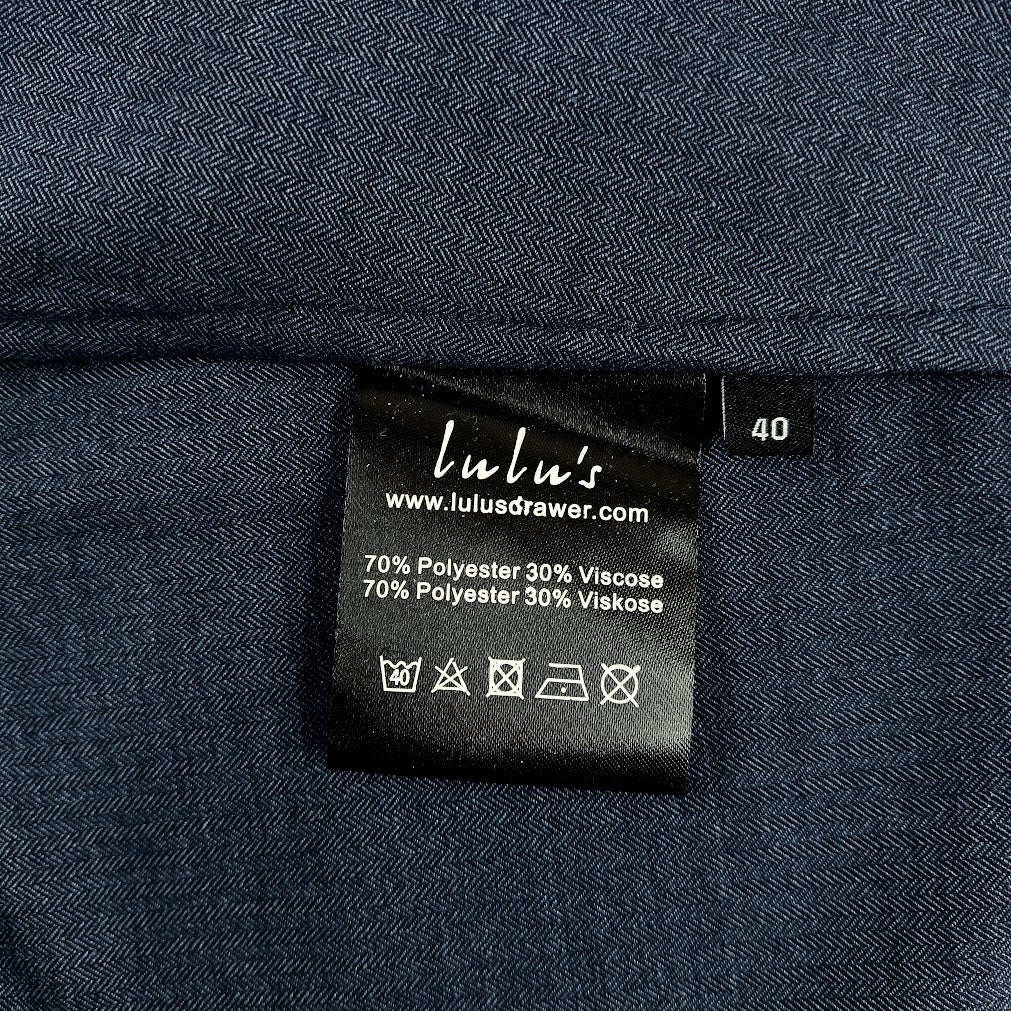 lulu's
www.lulusdrawer.com
40
70% Polyester 30% Viscose
70% Polyester 30% Viskose
40